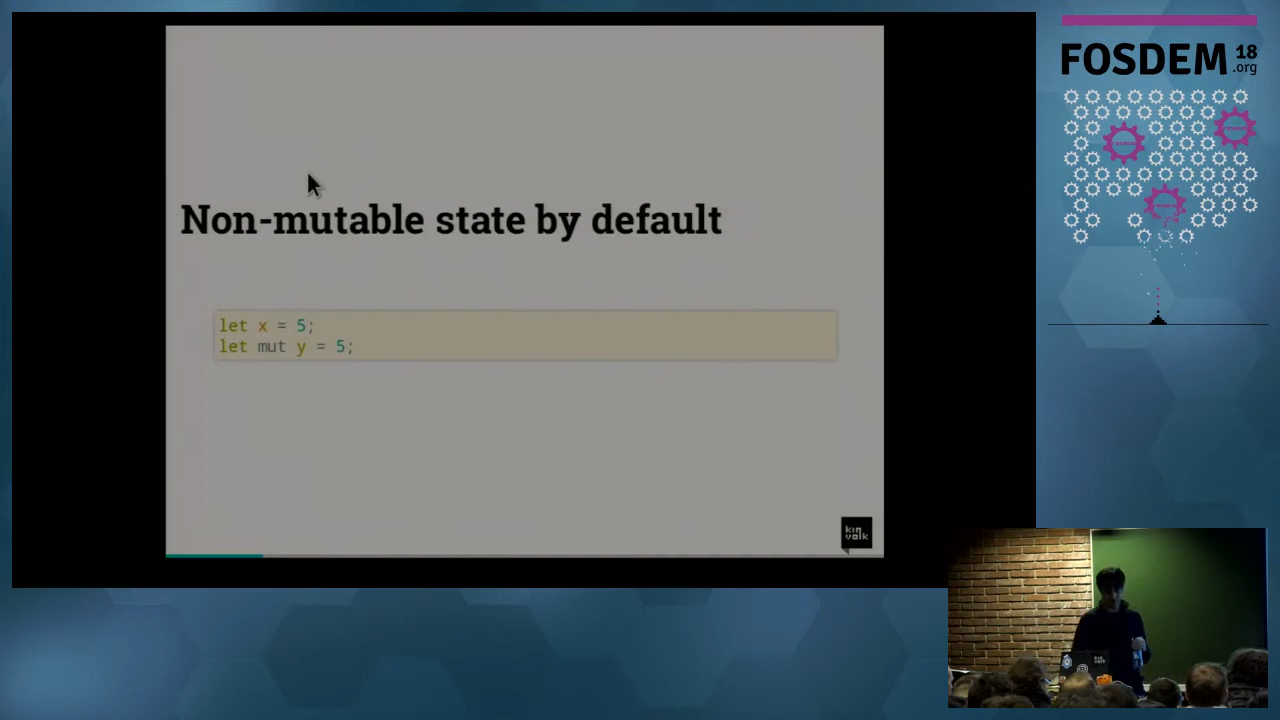 FOSDEM 18
.org
Non-mutable state by default
let x = 5;
let mut y = 5;
kin
volk